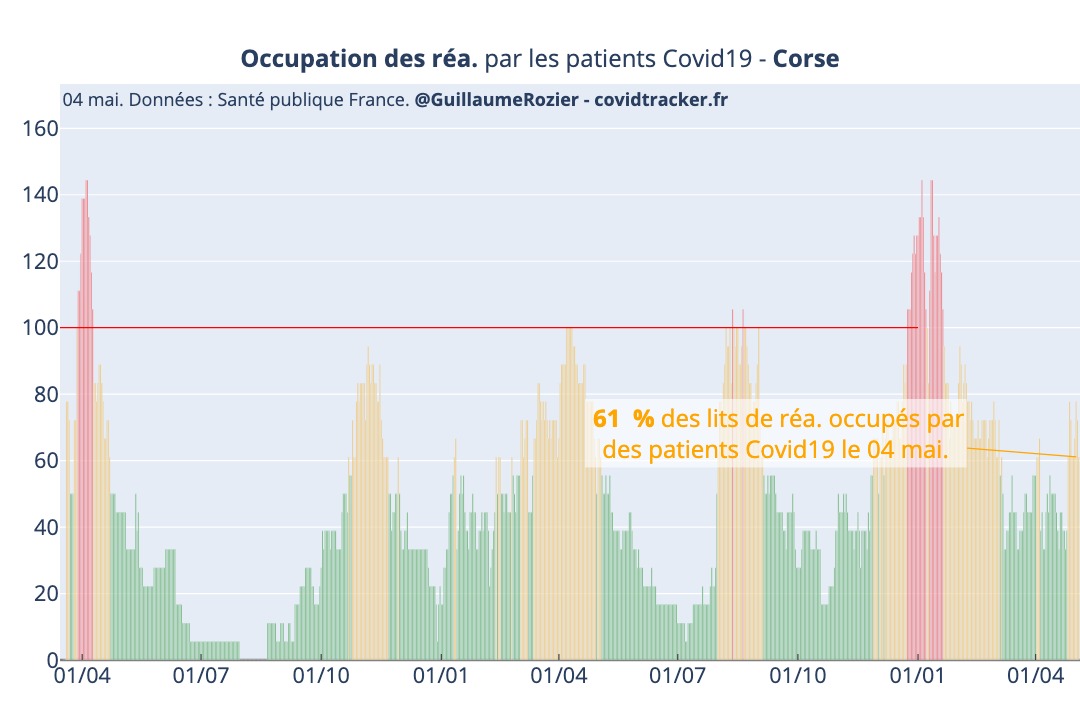 Occupation des réa. par les patients Covid19 - Corse
04 mai. Données : Santé publique France. @GuillaumeRozier - covidtracker.fr
160
140
120
100
80
61 % des lits de réa. occupés par
des patients Covid19 le 04 mai.
60
40
20
0
01/04 01/07 01/10 01/01 01/04 01/07 01/10 01/01 01/04